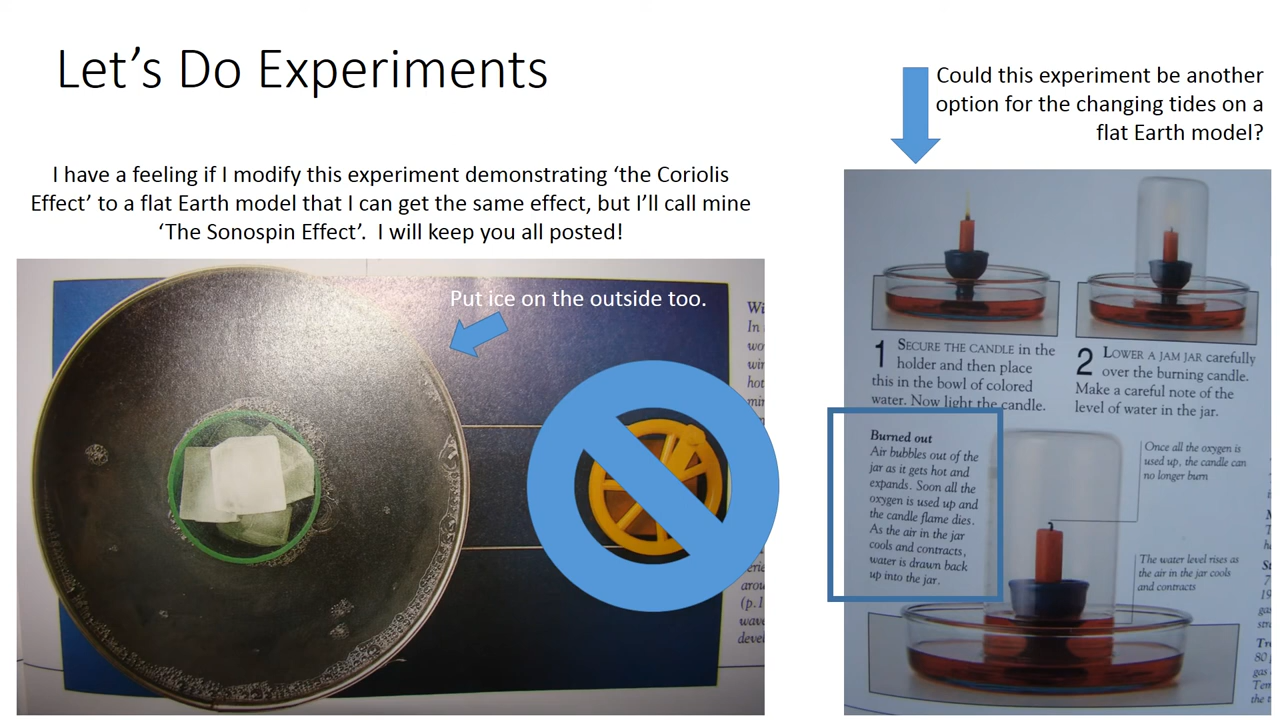 Let's Do Experiments
I have a feeling if I modify this experiment demonstrating 'the Coriolis
Effect' to a flat Earth model that I can get the same effect, but I'll call mine
'The Sonospin Effect'.  I will keep you all posted!
Put ice on the outside too.
Could this experiment be another
option for the changing tides on a
flat Earth model?
1 SECURE THE CANDLE in the
holder and then place
this in the bowl of colored
water. Now light the candle.
2 LOWER A JAM JAR carefully
over the burning candle.
Make a careful note of the
level of water in the jar.
Burned out
Air bubbles out of the
jar as it gets hot and
expands. Soon all the
oxygen is used up and
the candle flame dies.
As the air in the jar
cools and contracts,
water is drawn back
up into the jar.
Once all the oxygen is
used up, the candle can
no longer burn
The water level rises as
the air in the jar cools
and contracts